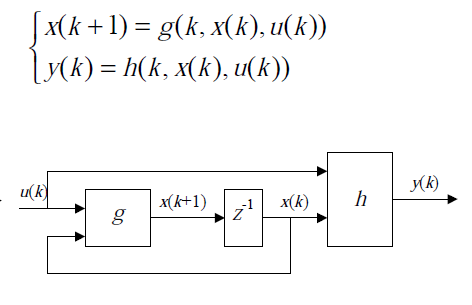 x(k+1) = g(k, x(k), u(k))
y(k) = h(k, x(k), u(k))
u(k)
g
x(k+1)
z⁻¹
x(k)
h
y(k)